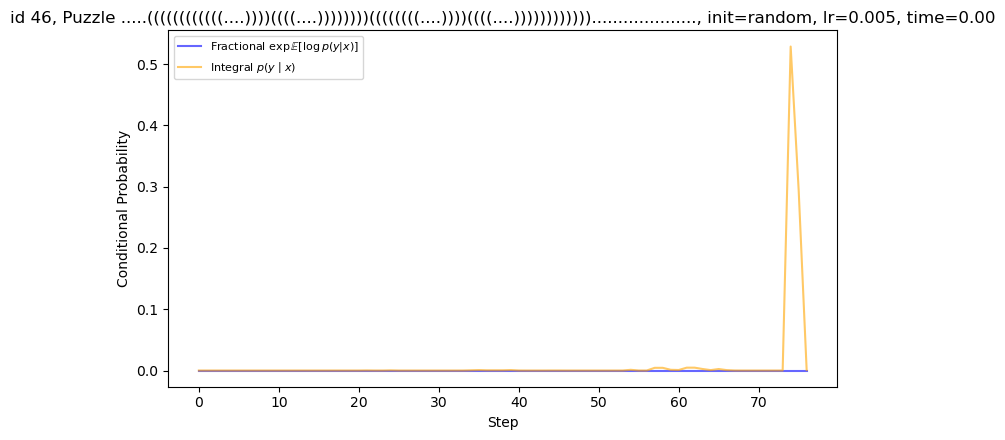 id 46, Puzzle .....((((((((((((....))))((((....))))))))((((((((....))))((((....))))))))))))....................., init=random, lr=0.005, time=0.00
Fractional exp𝔼[log p(y|x)]
Integral p(y | x)
Conditional Probability
0.5
0.4
0.3
0.2
0.1
0.0
0 10 20 30 40 50 60 70
Step